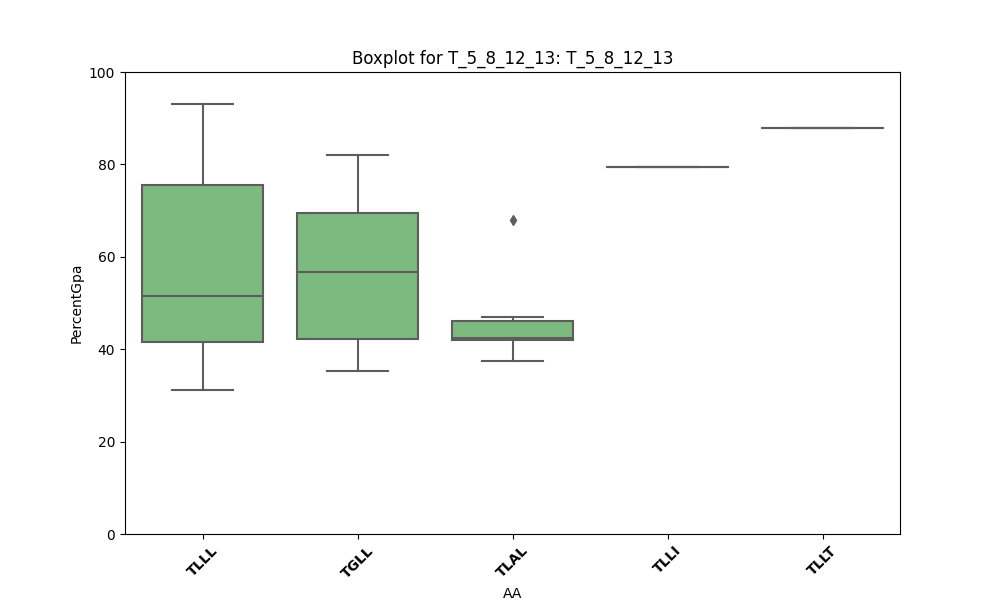 Boxplot for T_5_8_12_13: T_5_8_12_13
100
80
60
40
20
0
PercentGpa
TLLL
TGLL
TLAL
TLLI
TLLT
AA